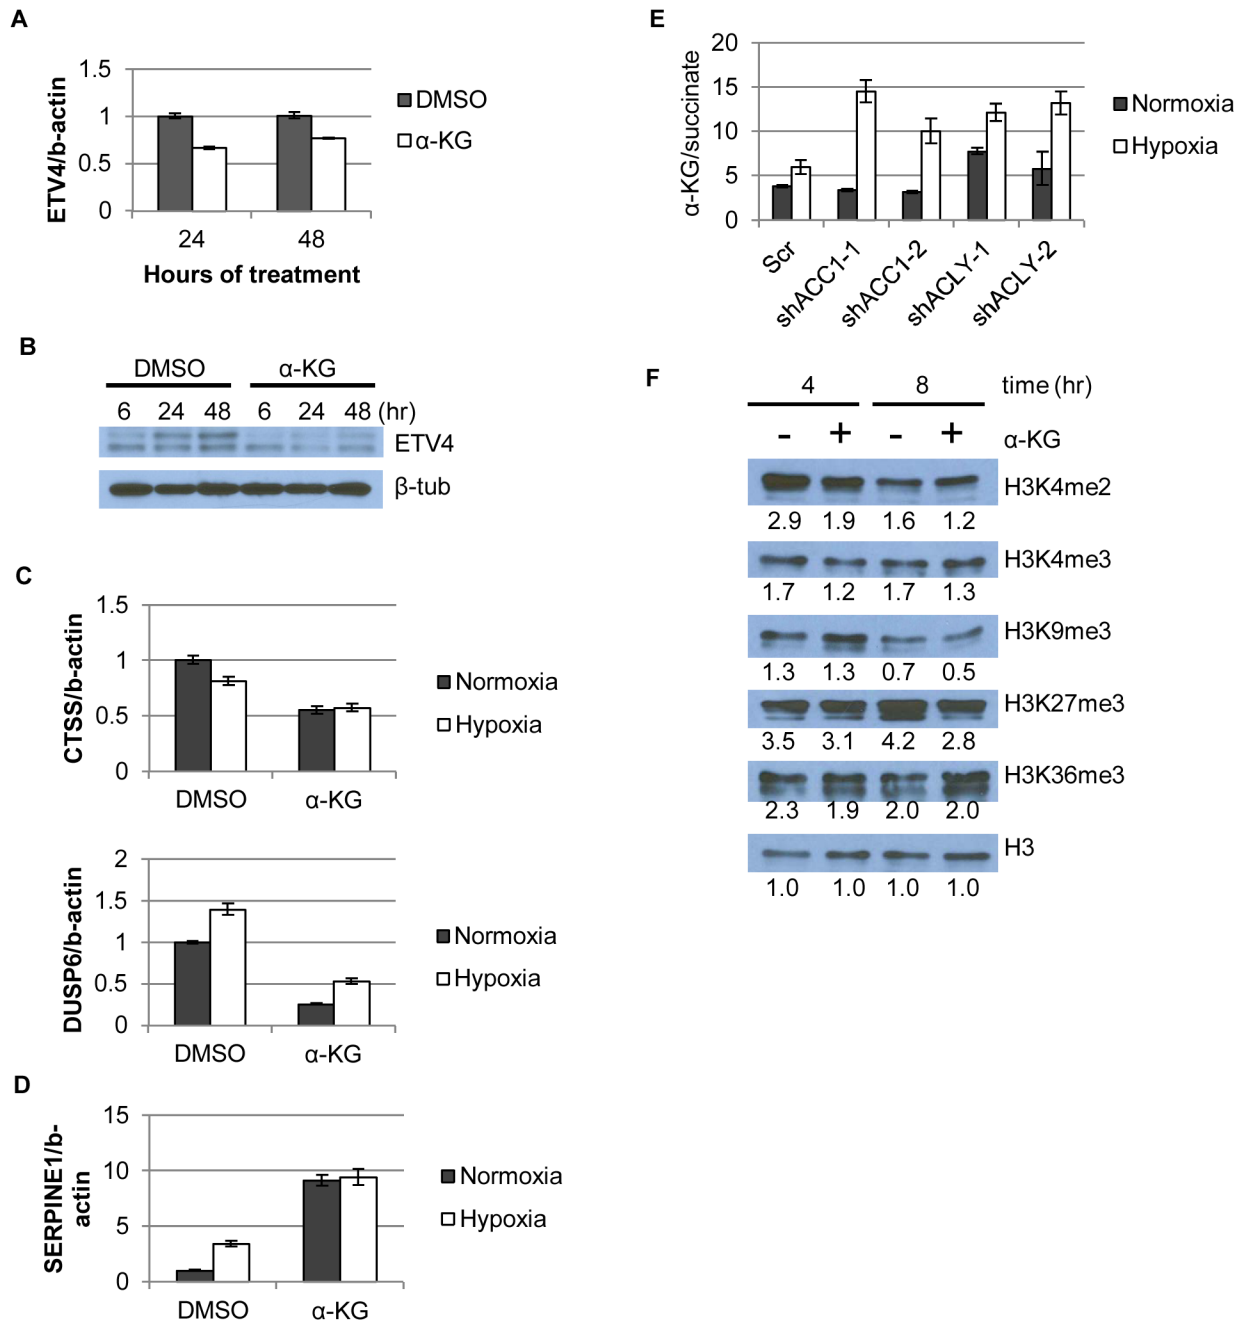 A
1.5
1
0.5
0
ETV4/b-actin
DMSO
α-KG
24 48
Hours of treatment
B
DMSO α-KG
6 24 48 6 24 48 (hr)
ETV4
β-tub
C
1.5
1
0.5
0
CTSS/b-actin
Normoxia
Hypoxia
DMSO α-KG
2
1.5
1
0.5
0
DUSP6/b-actin
Normoxia
Hypoxia
DMSO α-KG
D
15
10
5
0
SERPINE1/b-
actin
Normoxia
Hypoxia
DMSO α-KG
E
20
15
10
5
0
α-KG/succinate
Normoxia
Hypoxia
Scr
shACC1-1
shACC1-2
shACLY-1
shACLY-2
F
4 8 time (hr)
- + - + α-KG
H3K4me2
2.9 1.9 1.6 1.2
H3K4me3
1.7 1.2 1.7 1.3
H3K9me3
1.3 1.3 0.7 0.5
H3K27me3
3.5 3.1 4.2 2.8
H3K36me3
2.3 1.9 2.0 2.0
H3
1.0 1.0 1.0 1.0